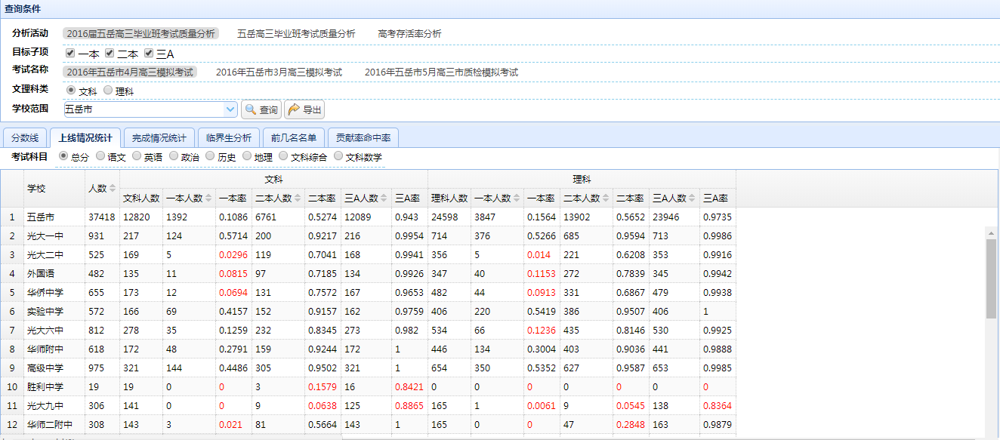 查询条件
分析活动 2016届五岳高三毕业班考试质量分析 五岳高三毕业班考试质量分析 高考存活率分析
目标子项 一本 二本 三A
考试名称 2016年五岳市4月高三模拟考试 2016年五岳市3月高三模拟考试 2016年五岳市5月高三市质检模拟考试
文理科类 文科 理科
学校范围 五岳市 查询 导出
分数线 上线情况统计 完成情况统计 临界生分析 前几名名单 贡献率命中率
考试科目 总分 语文 英语 政治 历史 地理 文科综合 文科数学
学校 人数 文科 理科
文科人数 一本人数 一本率 二本人数 二本率 三A人数 三A率 理科人数 一本人数 一本率 二本人数 二本率 三A人数 三A率
1 五岳市 37418 12820 1392 0.1086 6761 0.5274 12089 0.943 24598 3847 0.1564 13902 0.5652 23946 0.9735
2 光大一中 931 217 124 0.5714 200 0.9217 216 0.9954 714 376 0.5266 685 0.9594 713 0.9986
3 光大二中 525 169 5 0.0296 119 0.7041 168 0.9941 356 5 0.014 221 0.6208 353 0.9916
4 外国语 482 135 11 0.0815 97 0.7185 134 0.9926 347 40 0.1153 272 0.7839 345 0.9942
5 华侨中学 655 173 12 0.0694 131 0.7572 167 0.9653 482 44 0.0913 331 0.6867 479 0.9938
6 实验中学 572 166 69 0.4157 152 0.9157 162 0.9759 406 220 0.5419 386 0.9507 406 1
7 光大六中 812 278 35 0.1259 232 0.8345 273 0.982 534 66 0.1236 435 0.8146 530 0.9925
8 华师附中 618 172 48 0.2791 159 0.9244 172 1 446 134 0.3004 403 0.9036 441 0.9888
9 高级中学 975 321 144 0.4486 305 0.9502 321 1 654 350 0.5352 627 0.9587 653 0.9985
10 胜利中学 19 19 0 0 3 0.1579 16 0.8421 0 0 0 0 0 0 0
11 光大九中 306 141 0 0 9 0.0638 125 0.8865 165 1 0.0061 9 0.0545 138 0.8364
12 华师二附中 308 143 3 0.021 81 0.5664 143 1 165 0 0 47 0.2848 163 0.9879